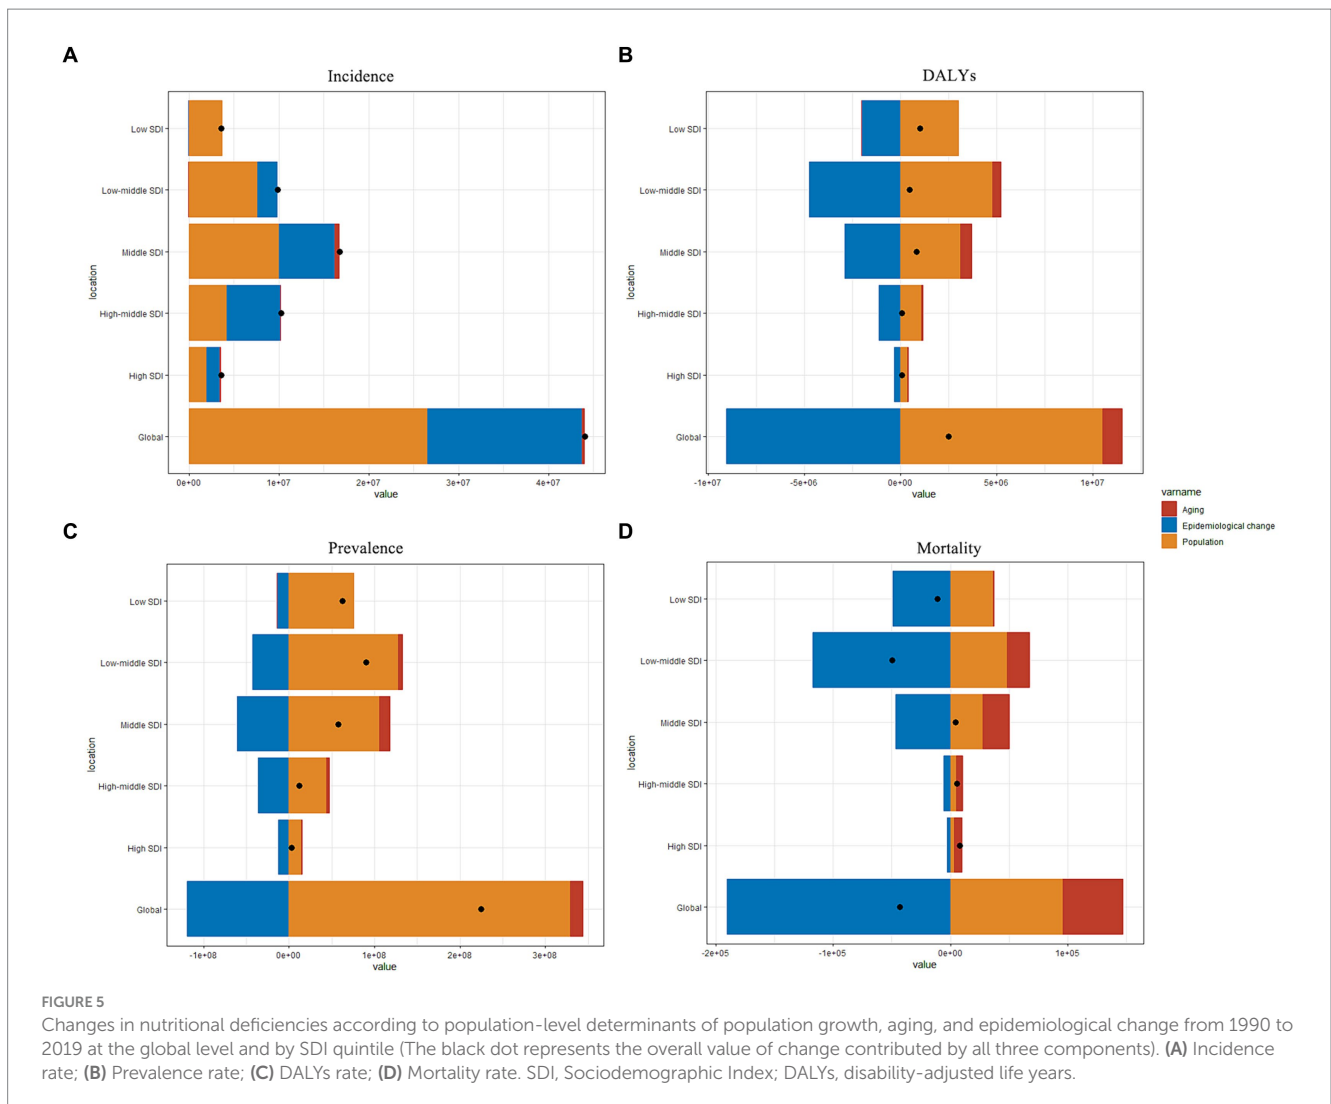 A
Incidence
Low SDI
Low-middle SDI
Middle SDI
High-middle SDI
High SDI
Global
location
0e+00 1e+07 2e+07 3e+07 4e+07
value
B
DALYs
Low SDI
Low-middle SDI
Middle SDI
High-middle SDI
High SDI
Global
location
-1e+07 -5e+06 0e+00 5e+06 1e+07
value
varname
Aging
Epidemiological change
Population
C
Prevalence
Low SDI
Low-middle SDI
Middle SDI
High-middle SDI
High SDI
Global
location
-1e+08 0e+00 1e+08 2e+08 3e+08
value
D
Mortality
Low SDI
Low-middle SDI
Middle SDI
High-middle SDI
High SDI
Global
location
-2e+05 -1e+05 0e+00 1e+05
value
FIGURE 5
Changes in nutritional deficiencies according to population-level determinants of population growth, aging, and epidemiological change from 1990 to
2019 at the global level and by SDI quintile (The black dot represents the overall value of change contributed by all three components). (A) Incidence
rate; (B) Prevalence rate; (C) DALYs rate; (D) Mortality rate. SDI, Sociodemographic Index; DALYs, disability-adjusted life years.